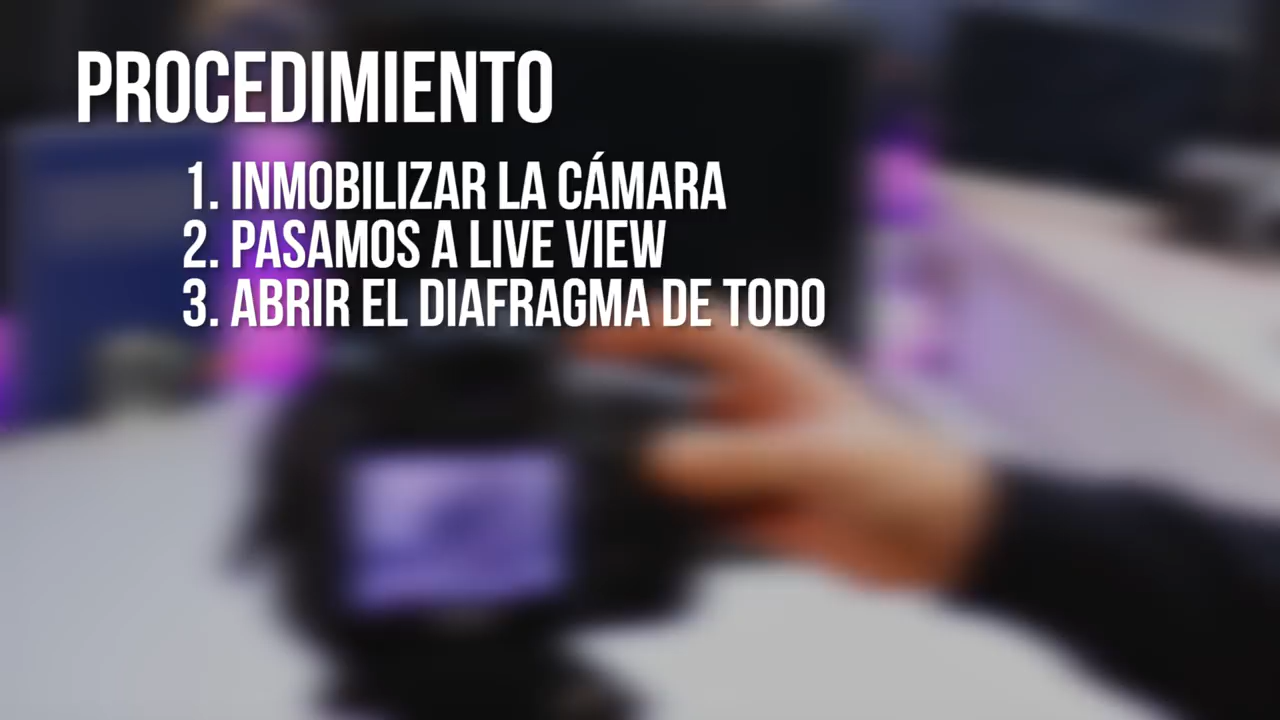 PROCEDIMIENTO
1. INMOBILIZAR LA CÁMARA
2. PASAMOS A LIVE VIEW
3. ABRIR EL DIAFRAGMA DE TODO